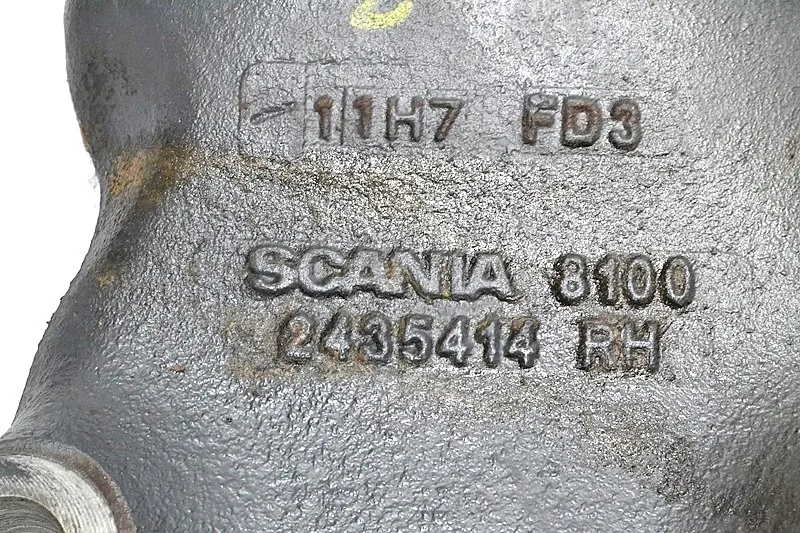 11H7 FD3
SCANIA 8100
2435414 RH